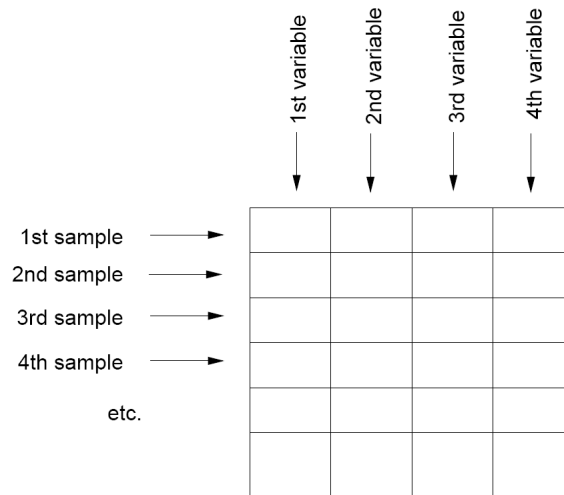 1st variable
2nd variable
3rd variable
4th variable
1st sample
2nd sample
3rd sample
4th sample
etc.